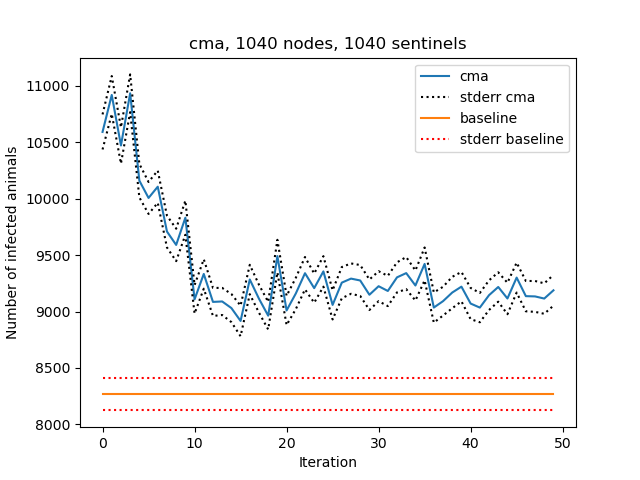 cma, 1040 nodes, 1040 sentinels
Number of infected animals
11000
10500
10000
9500
9000
8500
8000
cma
stderr cma
baseline
stderr baseline
0 10 20 30 40 50
Iteration